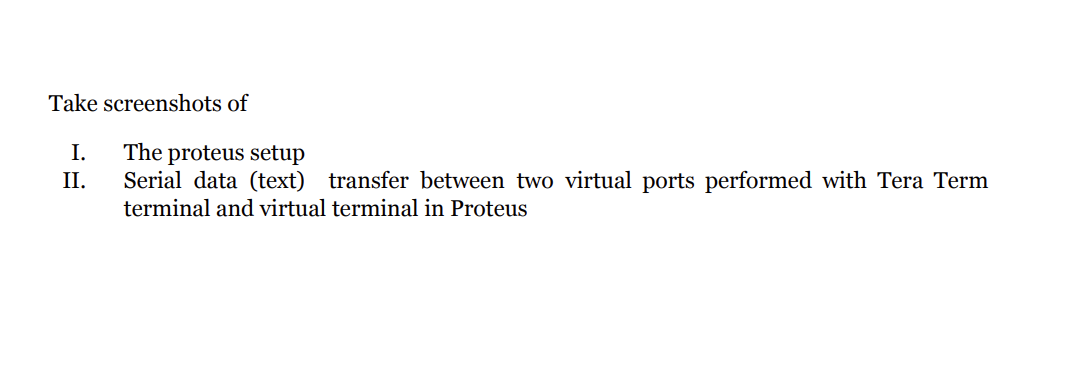 Take screenshots of
I. The proteus setup
II. Serial data (text) transfer between two virtual ports performed with Tera Term
terminal and virtual terminal in Proteus